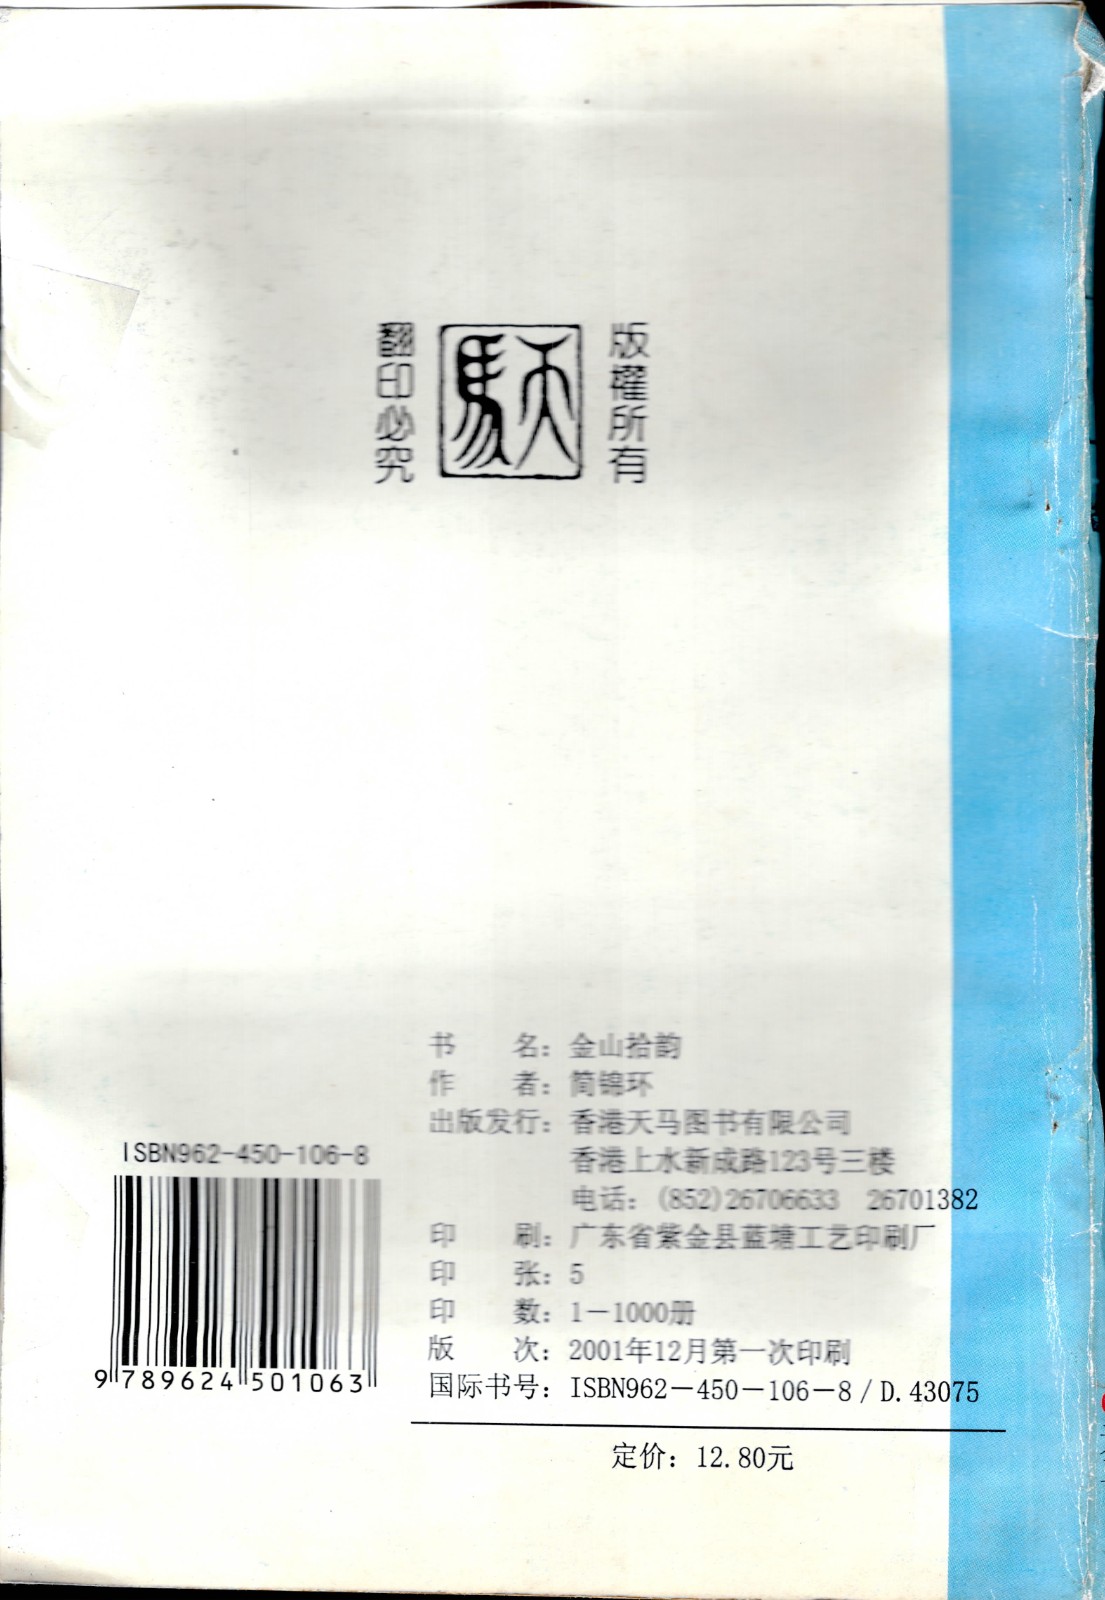 版權所有
天馬
翻印必究
书　　名：金山拾韵
作　　者：简锦环
出版发行：香港天马图书有限公司
香港上水新成路123号三楼
电话：(852)26706633　26701382
印　　刷：广东省紫金县蓝塘工艺印刷厂
印　　张：5
印　　数：1－1000册
版　　次：2001年12月第一次印刷
国际书号：ISBN962－450－106－8 / D. 43075
定价：12.80元
ISBN962-450-106-8
9 789624 501063